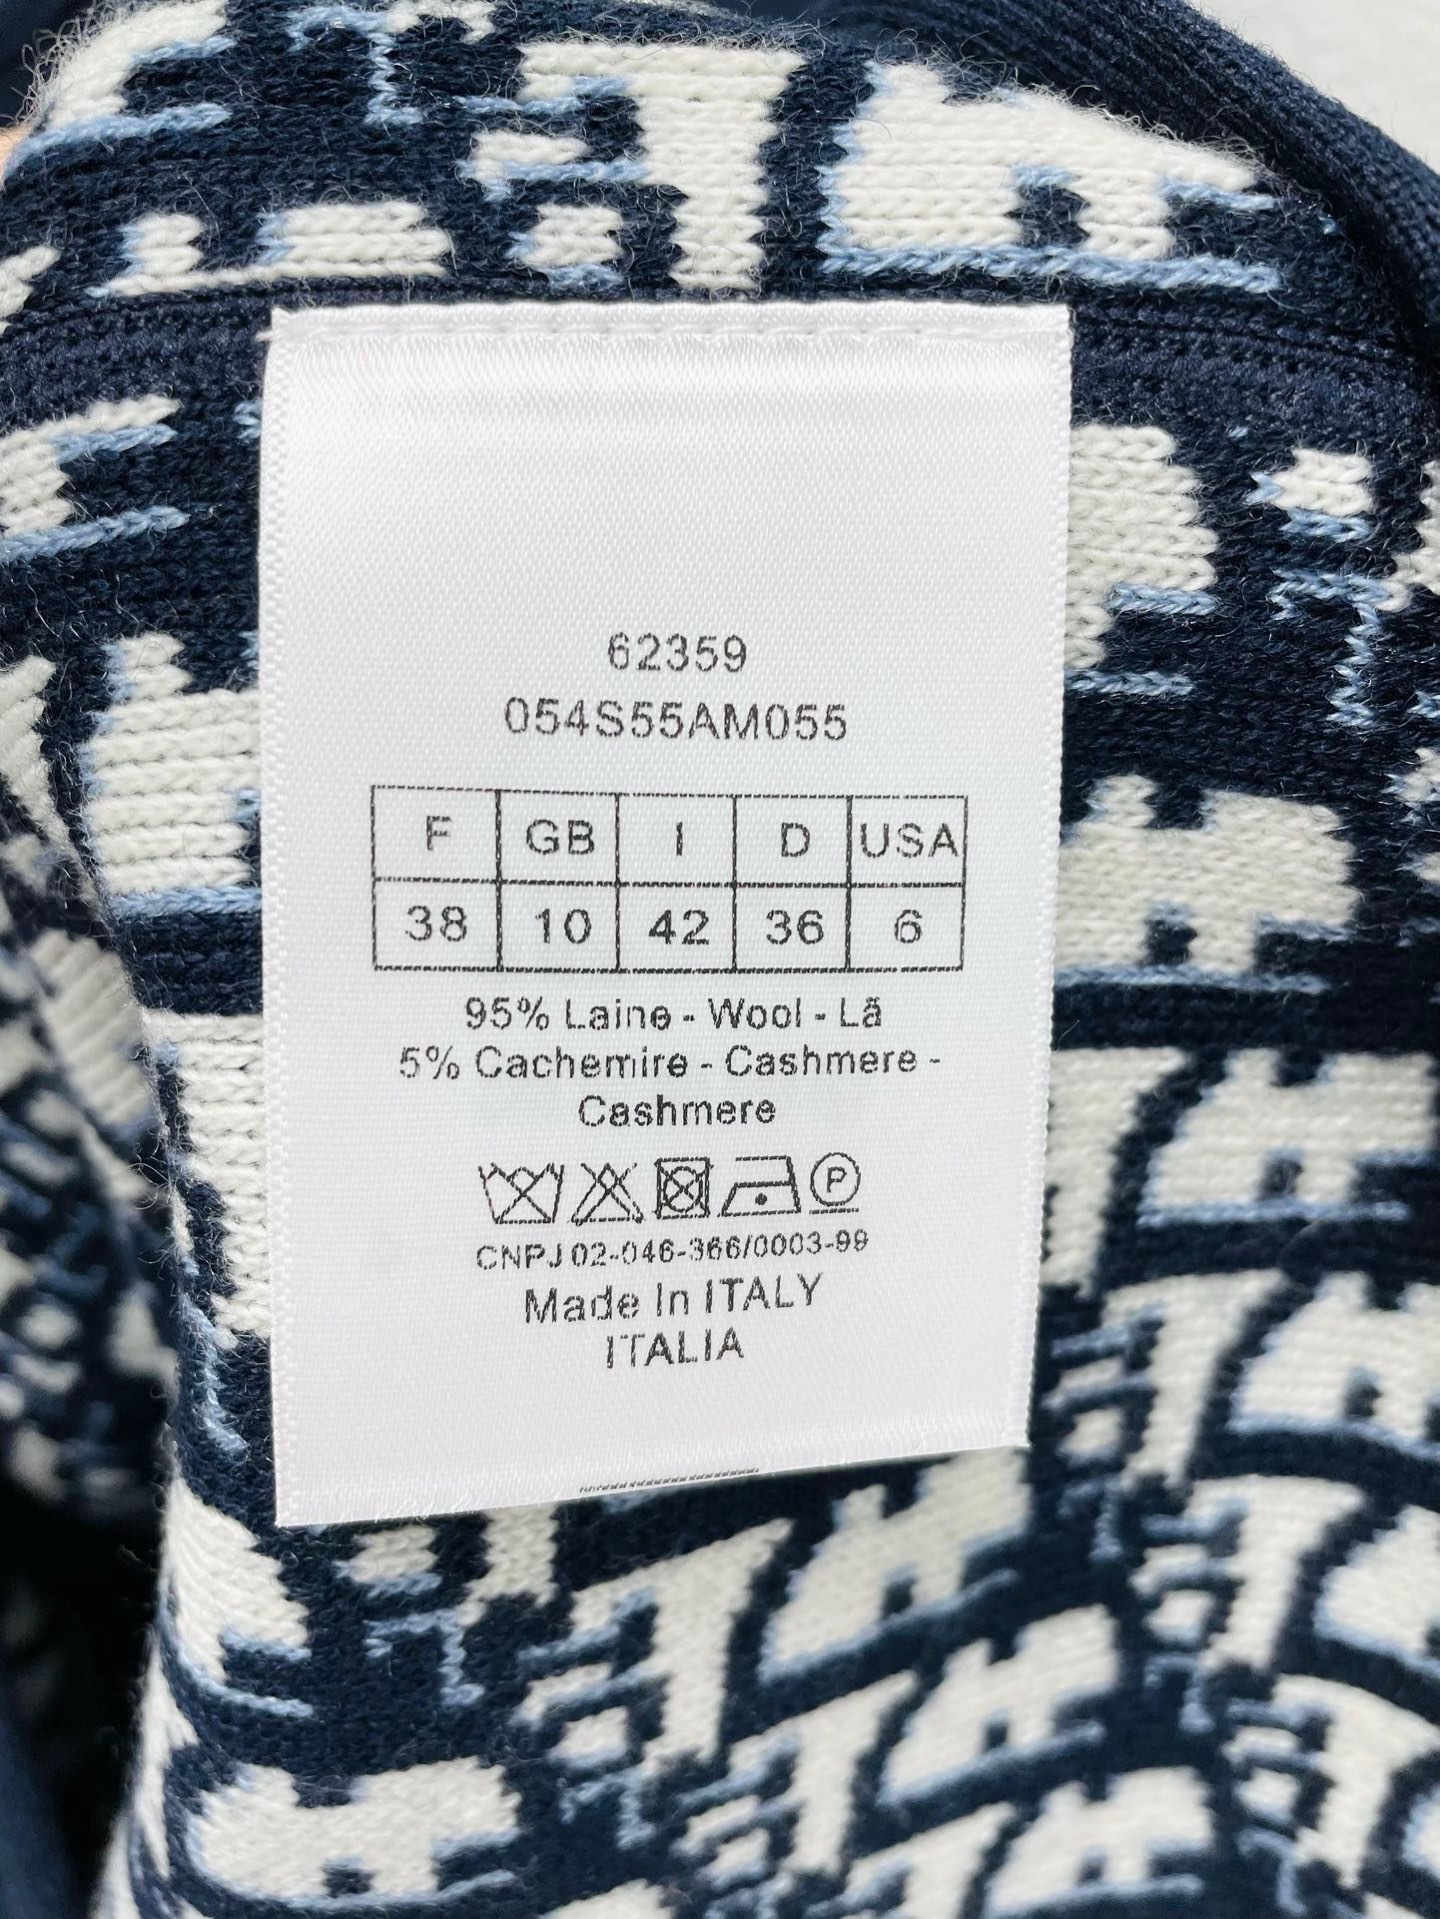 62359
054S55AM055
F GB I D USA
38 10 42 36 6
95% Laine - Wool - Lã
5% Cachemire - Cashmere -
Cashmere
P
CNPJ 02-046-366/0003-99
Made In ITALY
ITALIA